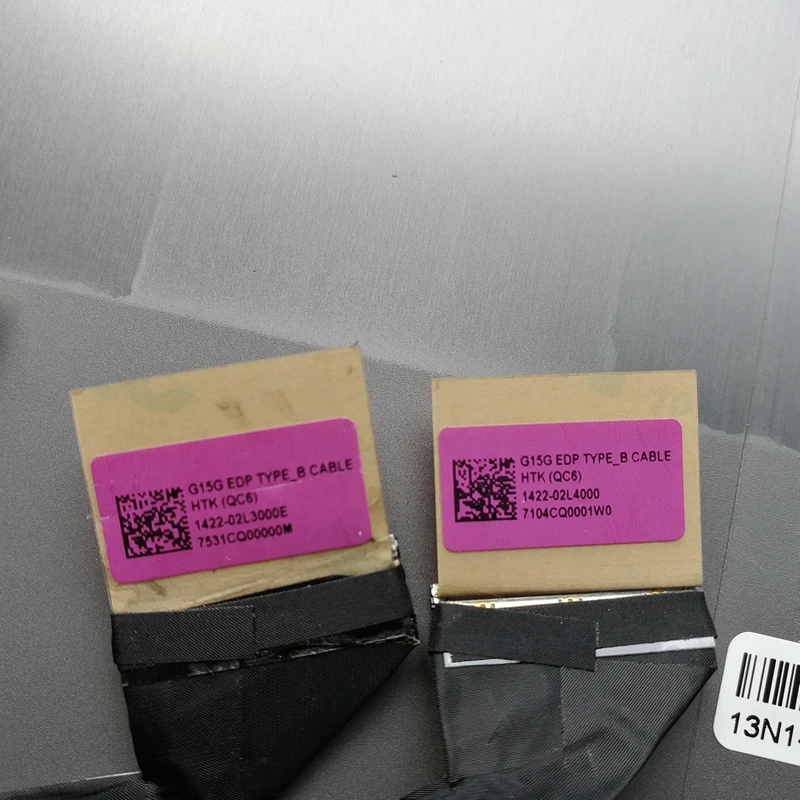 G15G EDP TYPE_B CABLE
HTK (QC6)
1422-02L3000E
7531CQ00000M
G15G EDP TYPE_B CABLE
HTK (QC6)
1422-02L4000
7104CQ0001W0
13N1